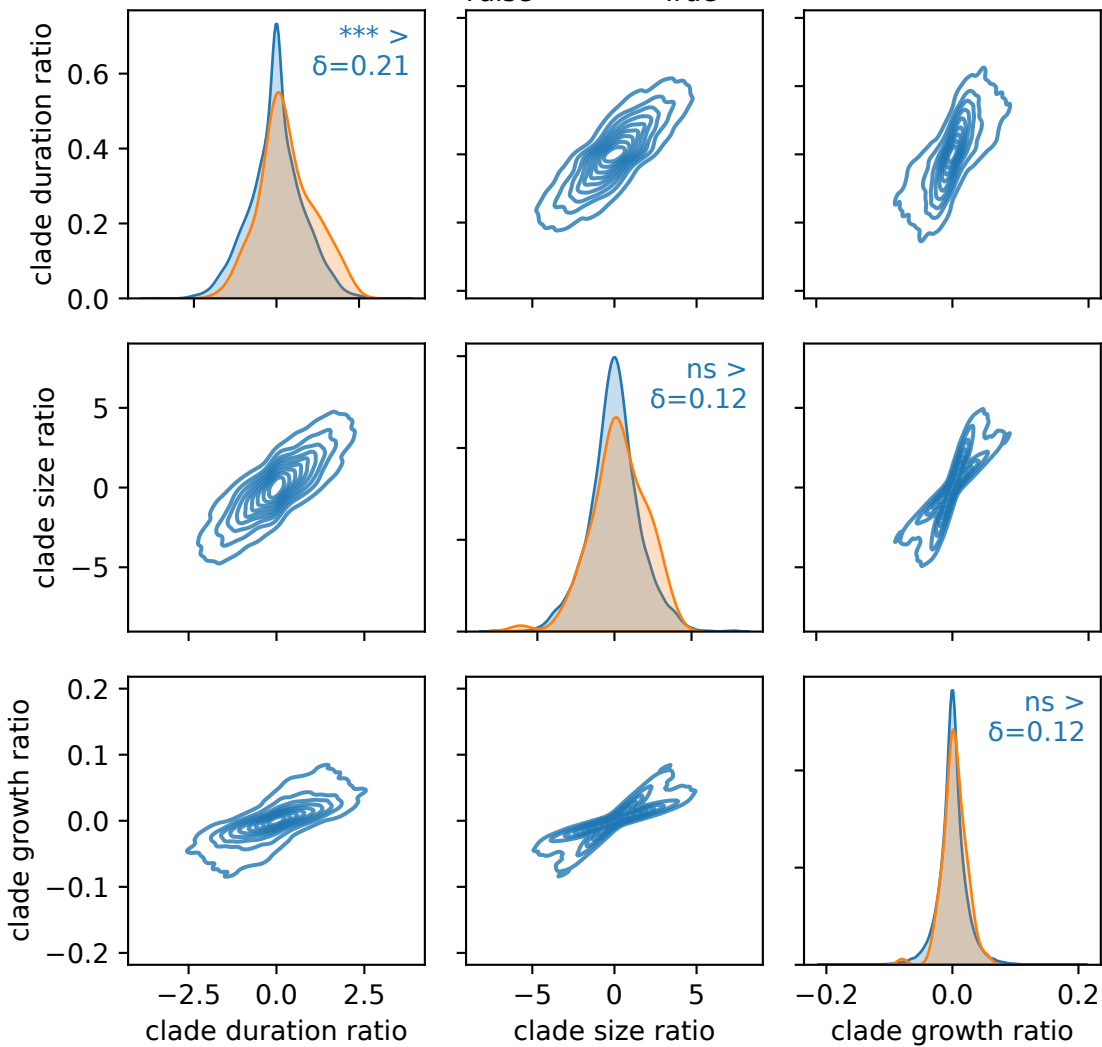 clade duration ratio
0.6
0.4
0.2
0.0
*** >
δ=0.21
clade size ratio
5
0
−5
ns >
δ=0.12
clade growth ratio
0.2
0.1
0.0
−0.1
−0.2
ns >
δ=0.12
−2.5 0.0 2.5
clade duration ratio
−5 0 5
clade size ratio
−0.2 0.0 0.2
clade growth ratio